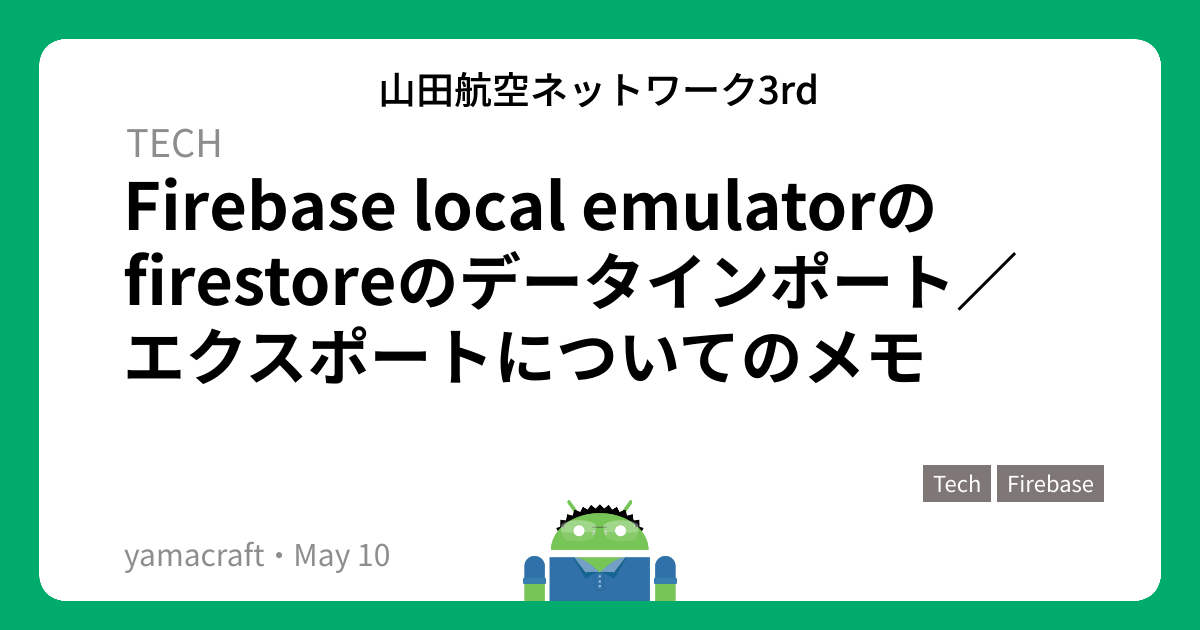 山田航空ネットワーク3rd
TECH
Firebase local emulatorの
firestoreのデータインポート／
エクスポートについてのメモ
Tech Firebase
yamacraft・May 10